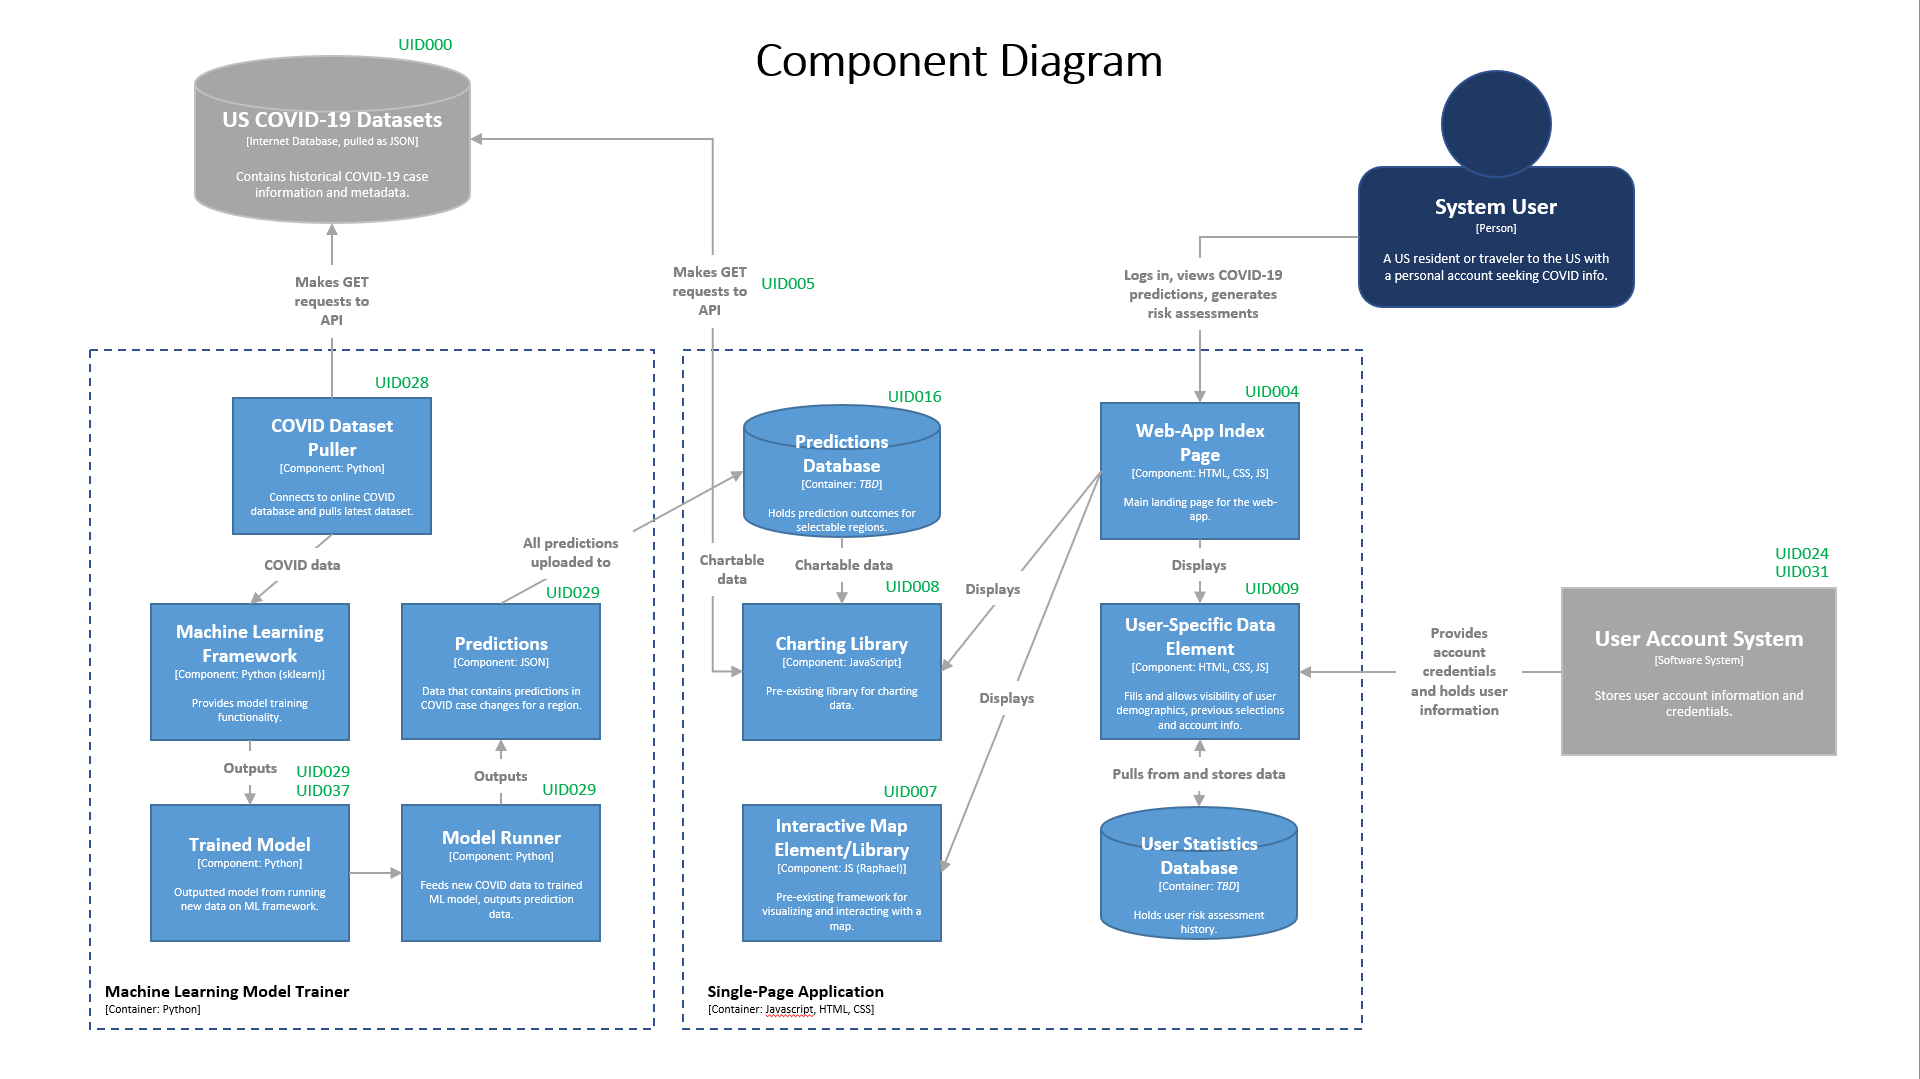 Component Diagram
UID000
US COVID-19 Datasets
[Internet Database, pulled as JSON]
Contains historical COVID-19 case
information and metadata.
System User
[Person]
A US resident or traveler to the US with
a personal account seeking COVID info.
Makes GET
requests to
API
Makes GET
requests to
API
UID005
Logs in, views COVID-19
predictions, generates
risk assessments
UID028
COVID Dataset
Puller
[Component: Python]
Connects to online COVID
database and pulls latest dataset.
COVID data
Machine Learning
Framework
[Component: Python (sklearn)]
Provides model training
functionality.
Outputs
UID029
UID037
Trained Model
[Component: Python]
Outputted model from running
new data on ML framework.
All predictions
uploaded to
UID029
Predictions
[Component: JSON]
Data that contains predictions in
COVID case changes for a region.
Outputs
UID029
Model Runner
[Component: Python]
Feeds new COVID data to trained
ML model, outputs prediction
data.
Machine Learning Model Trainer
[Container: Python]
UID016
Predictions
Database
[Container: TBD]
Holds prediction outcomes for
selectable regions.
Chartable
data
Chartable data
UID008
Charting Library
[Component: JavaScript]
Pre-existing library for charting
data.
UID007
Interactive Map
Element/Library
[Component: JS (Raphael)]
Pre-existing framework for
visualizing and interacting with a
map.
Displays
Displays
UID004
Web-App Index
Page
[Component: HTML, CSS, JS]
Main landing page for the web-
app.
Displays
UID009
User-Specific Data
Element
[Component: HTML, CSS, JS]
Fills and allows visibility of user
demographics, previous selections
and account info.
Pulls from and stores data
User Statistics
Database
[Container: TBD]
Holds user risk assessment
history.
Single-Page Application
[Container: Javascript, HTML, CSS]
Provides
account
credentials
and holds user
information
UID024
UID031
User Account System
[Software System]
Stores user account information and
credentials.